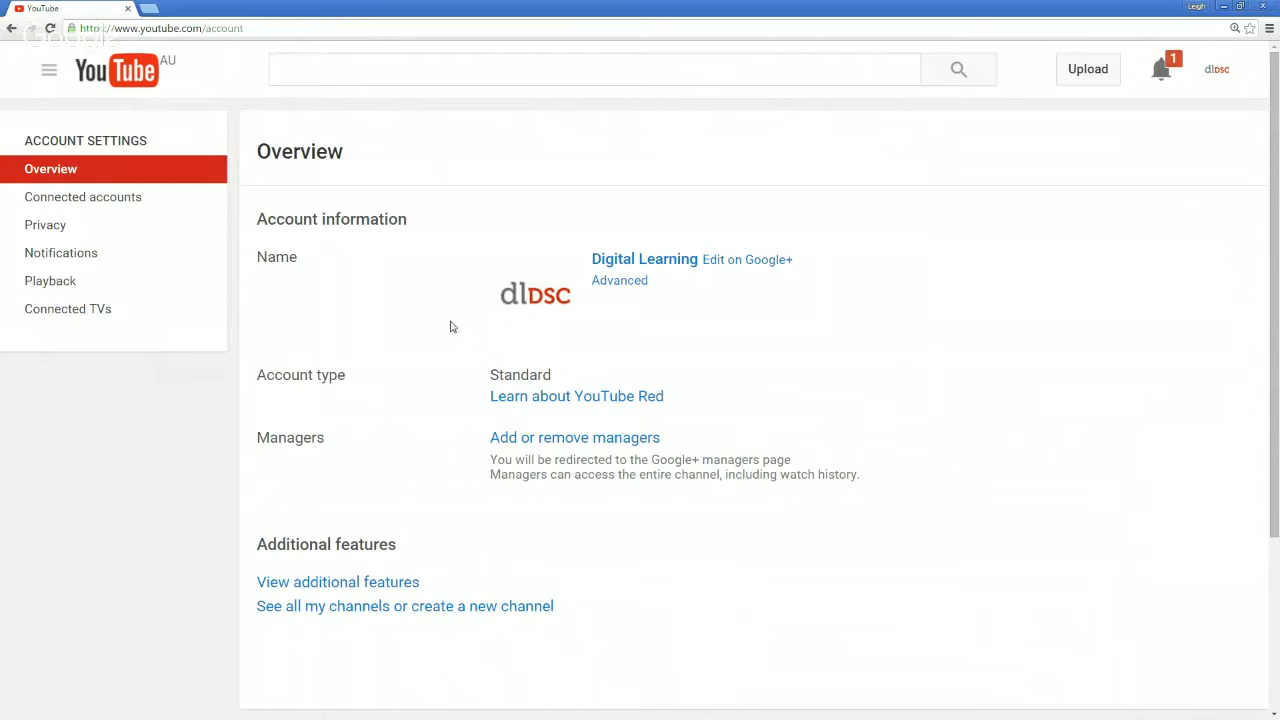 YouTube
Leigh
https://www.youtube.com/account
Google
YouTube AU
Upload
1
dlDSC
ACCOUNT SETTINGS
Overview
Connected accounts
Privacy
Notifications
Playback
Connected TVs
Overview
Account information
Name
Digital Learning Edit on Google+
Advanced
dlDSC
Account type
Standard
Learn about YouTube Red
Managers
Add or remove managers
You will be redirected to the Google+ managers page
Managers can access the entire channel, including watch history.
Additional features
View additional features
See all my channels or create a new channel